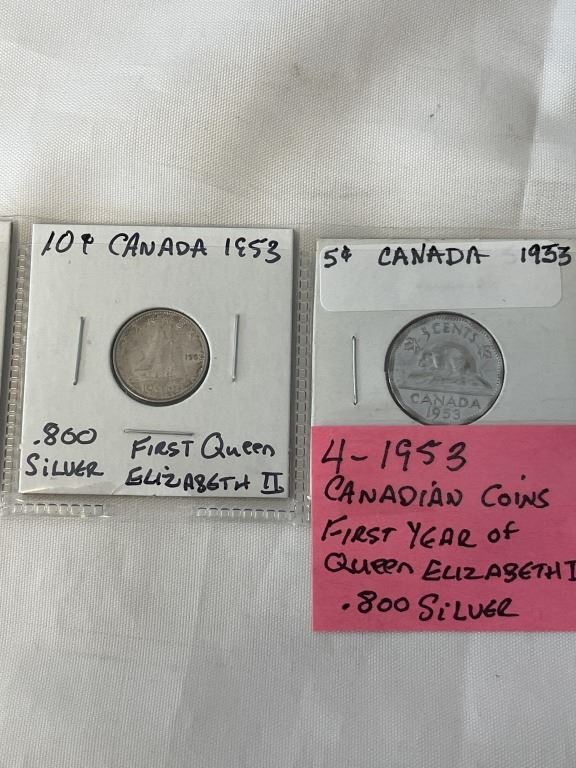 10¢ CANADA 1953
1953
.800
SILVER
FIRST QUEEN
ELIZABETH II
5¢ CANADA 1953
5 CENTS
CANADA
1953
4-1953
CANADIAN COINS
FIRST YEAR OF
QUEEN ELIZABETH I
.800 SILVER